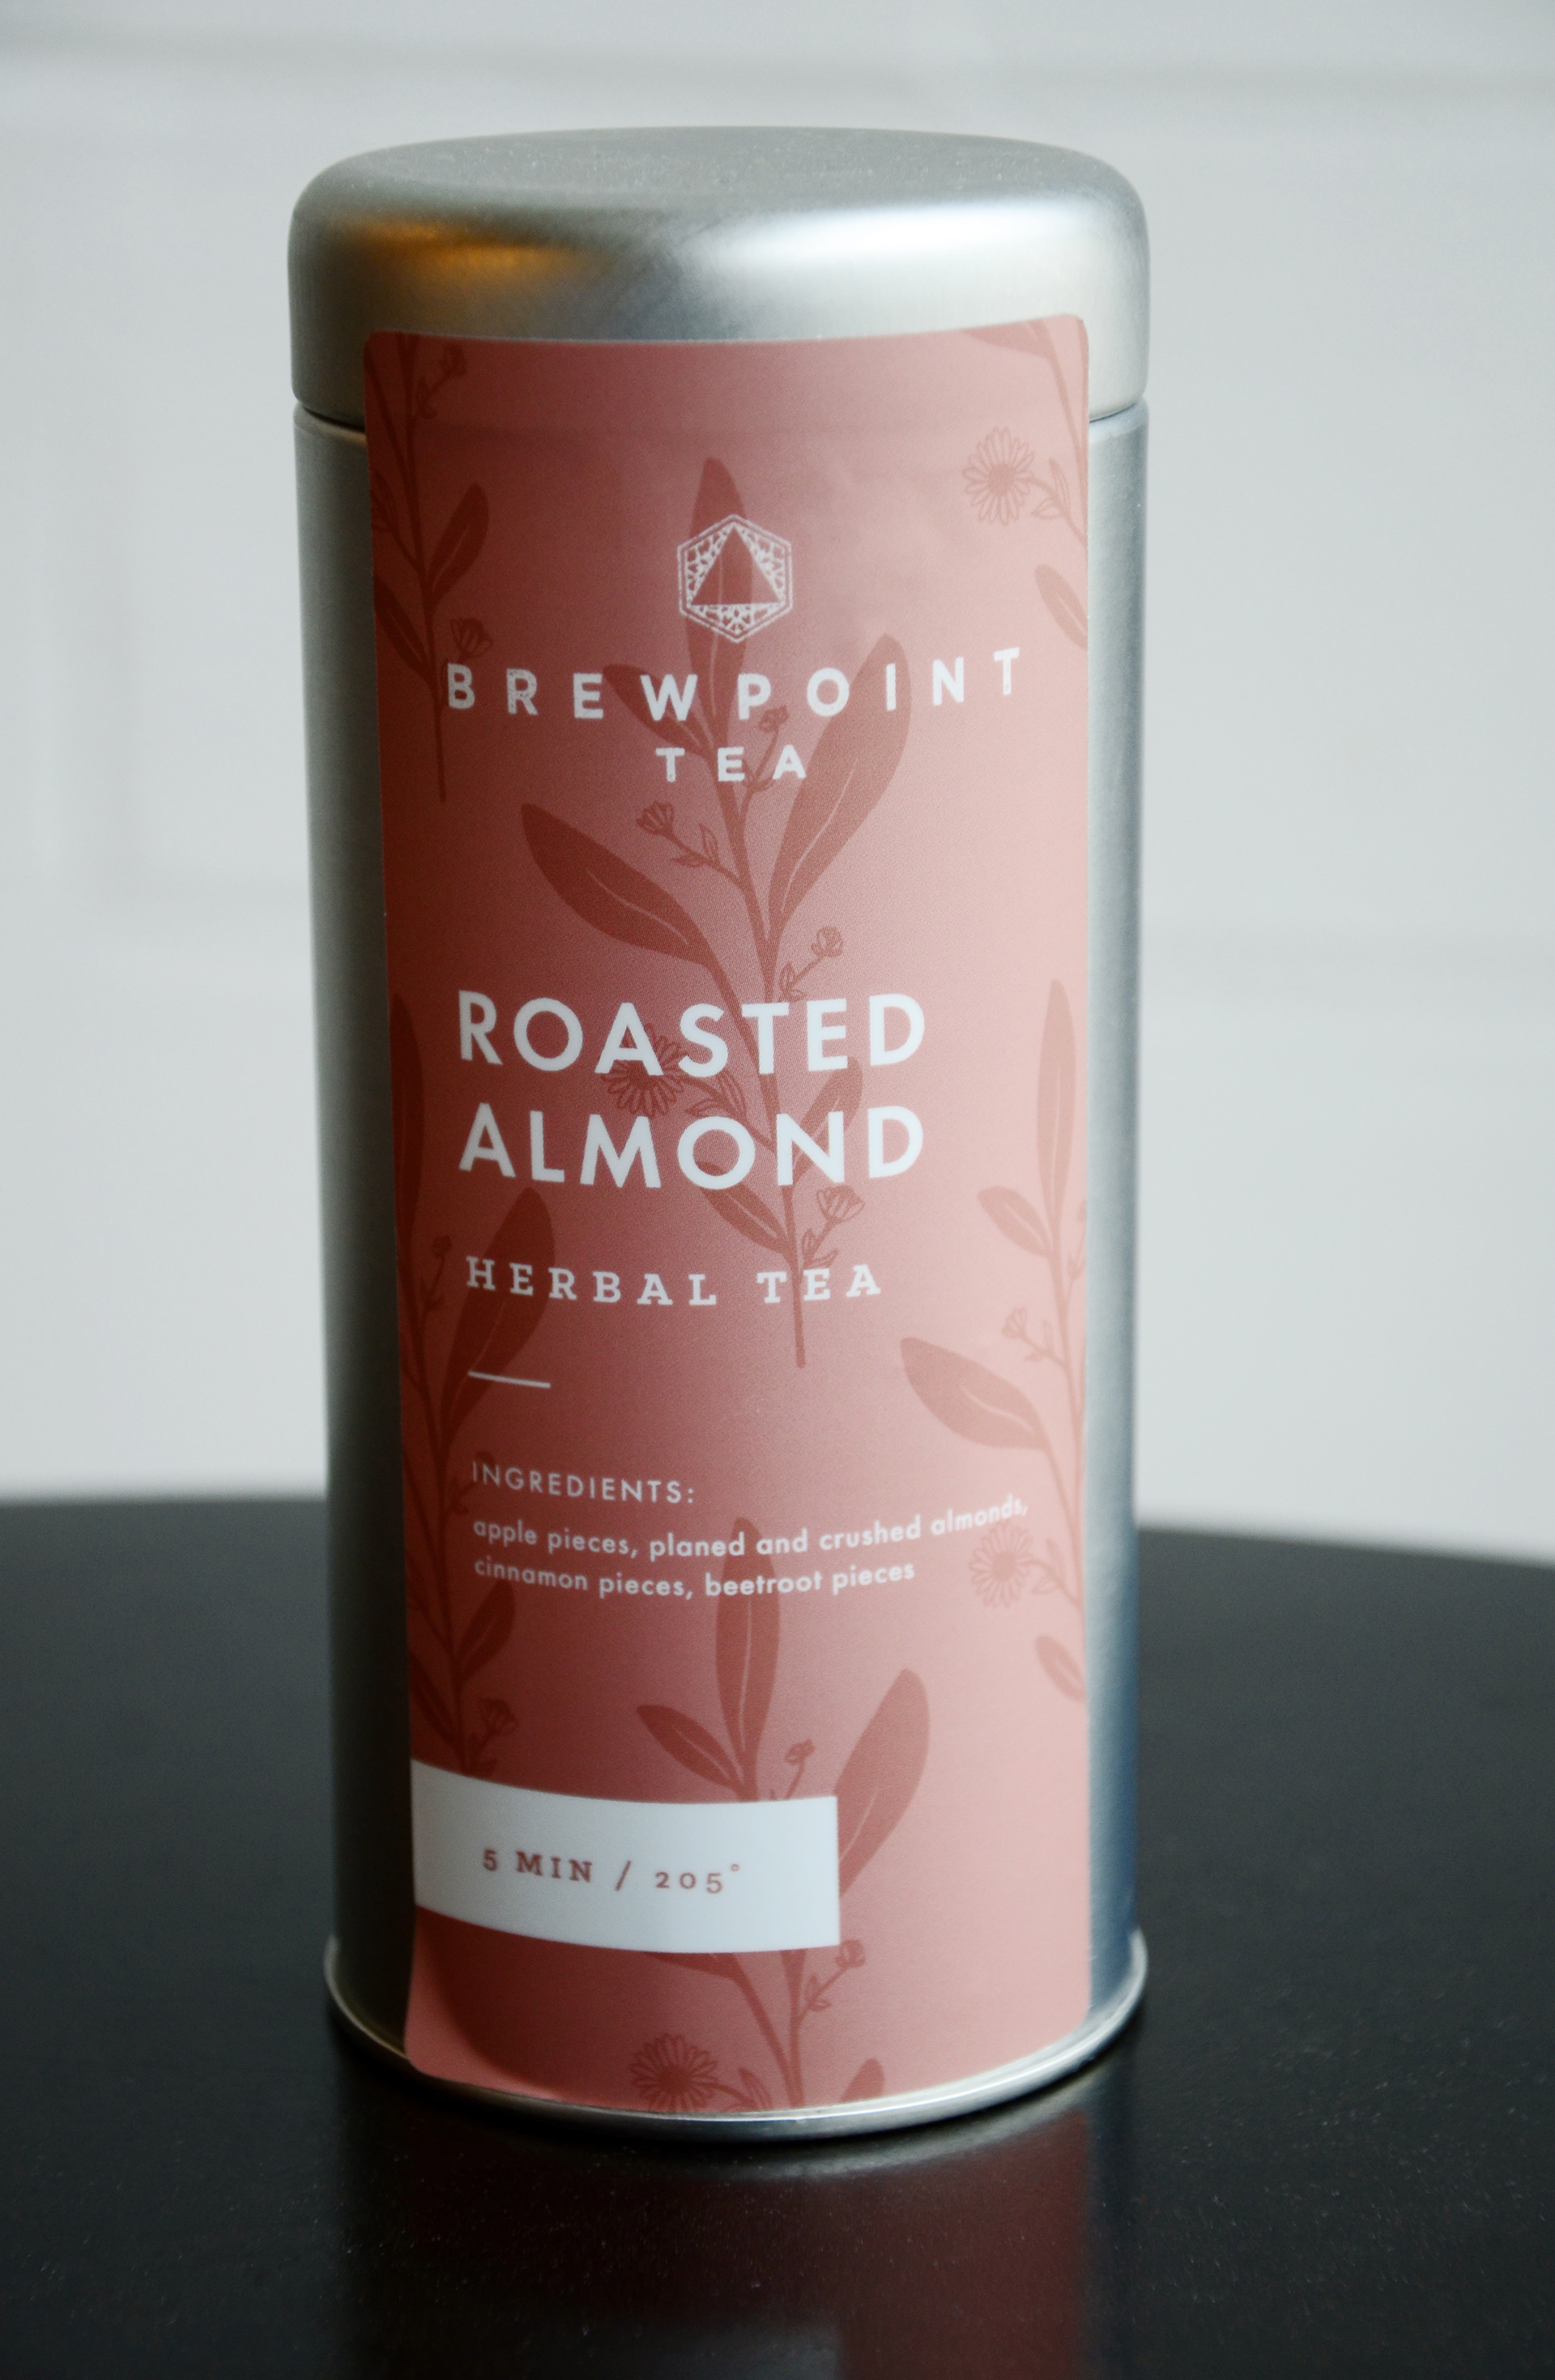 BREWPOINT
TEA
ROASTED
ALMOND
HERBAL TEA
INGREDIENTS:
apple pieces, planed and crushed almonds,
cinnamon pieces, beetroot pieces
5 MIN / 205°